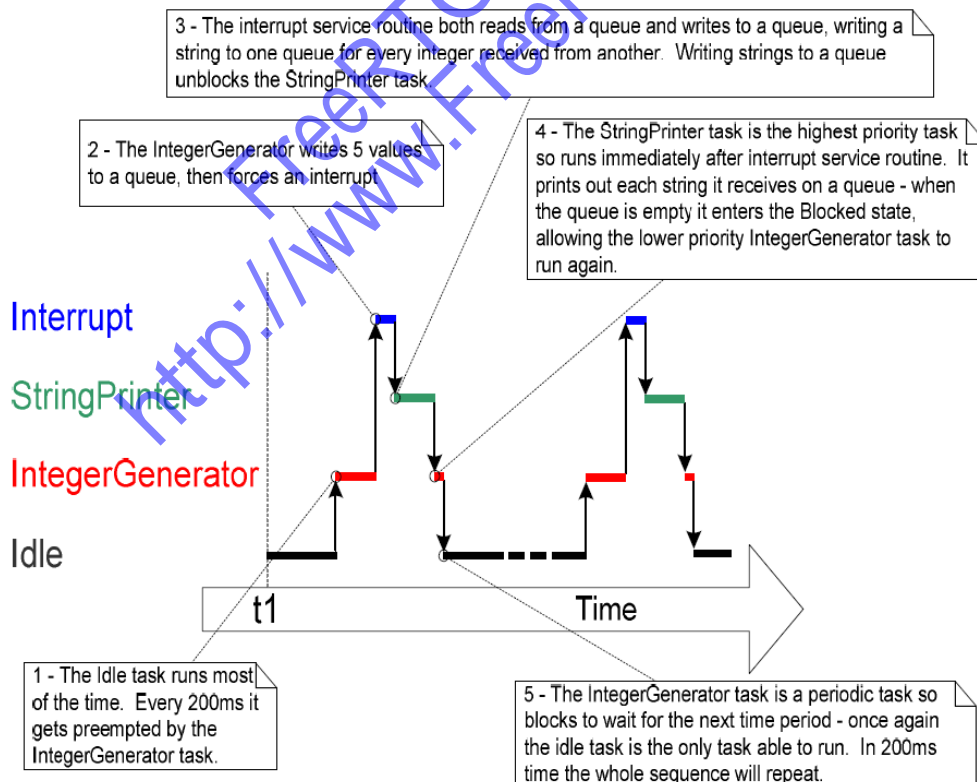 3 - The interrupt service routine both reads from a queue and writes to a queue, writing a
string to one queue for every integer received from another. Writing strings to a queue
unblocks the StringPrinter task.
2 - The IntegerGenerator writes 5 values
to a queue, then forces an interrupt
4 - The StringPrinter task is the highest priority task
so runs immediately after interrupt service routine. It
prints out each string it receives on a queue - when
the queue is empty it enters the Blocked state,
allowing the lower priority IntegerGenerator task to
run again.
FreeRTO
http://www.Free
Interrupt
StringPrinter
IntegerGenerator
Idle
t1
Time
1 - The Idle task runs most
of the time. Every 200ms it
gets preempted by the
IntegerGenerator task.
5 - The IntegerGenerator task is a periodic task so
blocks to wait for the next time period - once again
the idle task is the only task able to run. In 200ms
time the whole sequence will repeat.